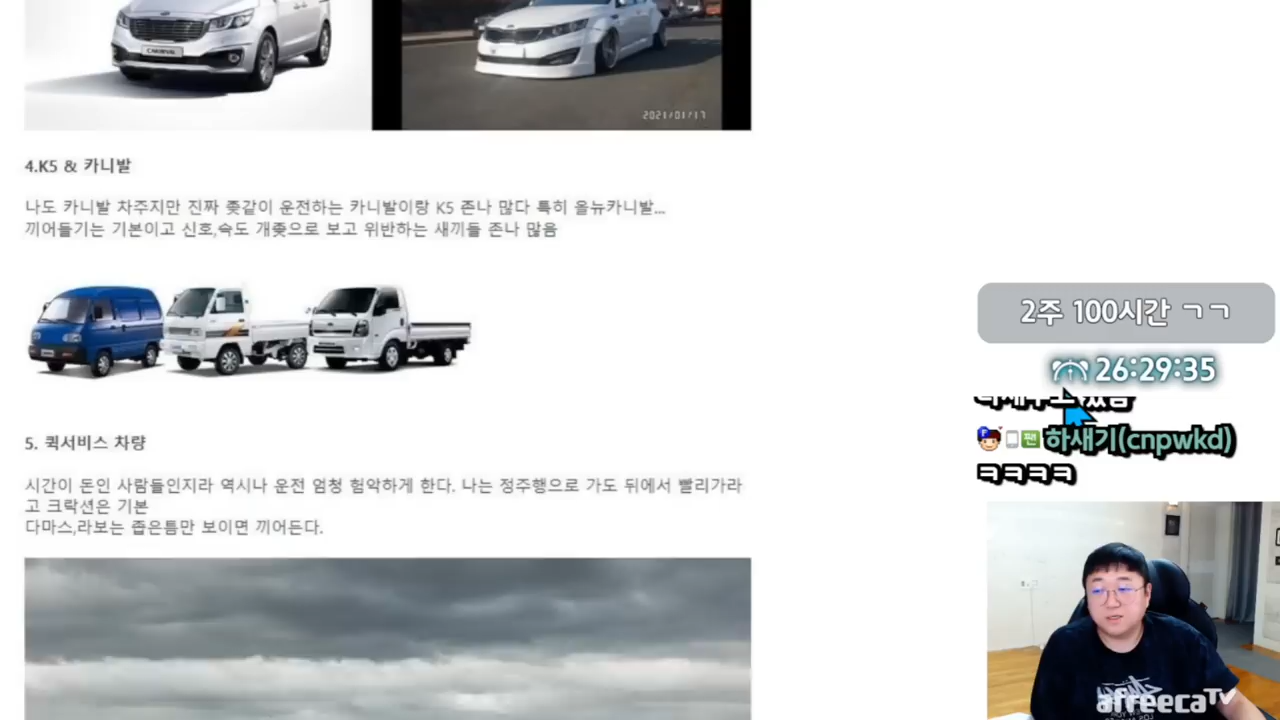 CARNIVAL
2021/01/17
4.K5 & 카니발
나도 카니발 차주지만 진짜 좆같이 운전하는 카니발이랑 K5 존나 많다 특히 올뉴카니발...
끼어들기는 기본이고 신호,속도 개좆으로 보고 위반하는 새끼들 존나 많음
5. 퀵서비스 차량
시간이 돈인 사람들인지라 역시나 운전 엄청 험악하게 한다. 나는 정주행으로 가도 뒤에서 빨리가라
고 크락션은 기본
다마스,라보는 좁은틈만 보이면 끼어든다.
2주 100시간 ㄱㄱ
26:29:35
하새기(cnpwkd)
ㅋㅋㅋㅋ
afreecaTV